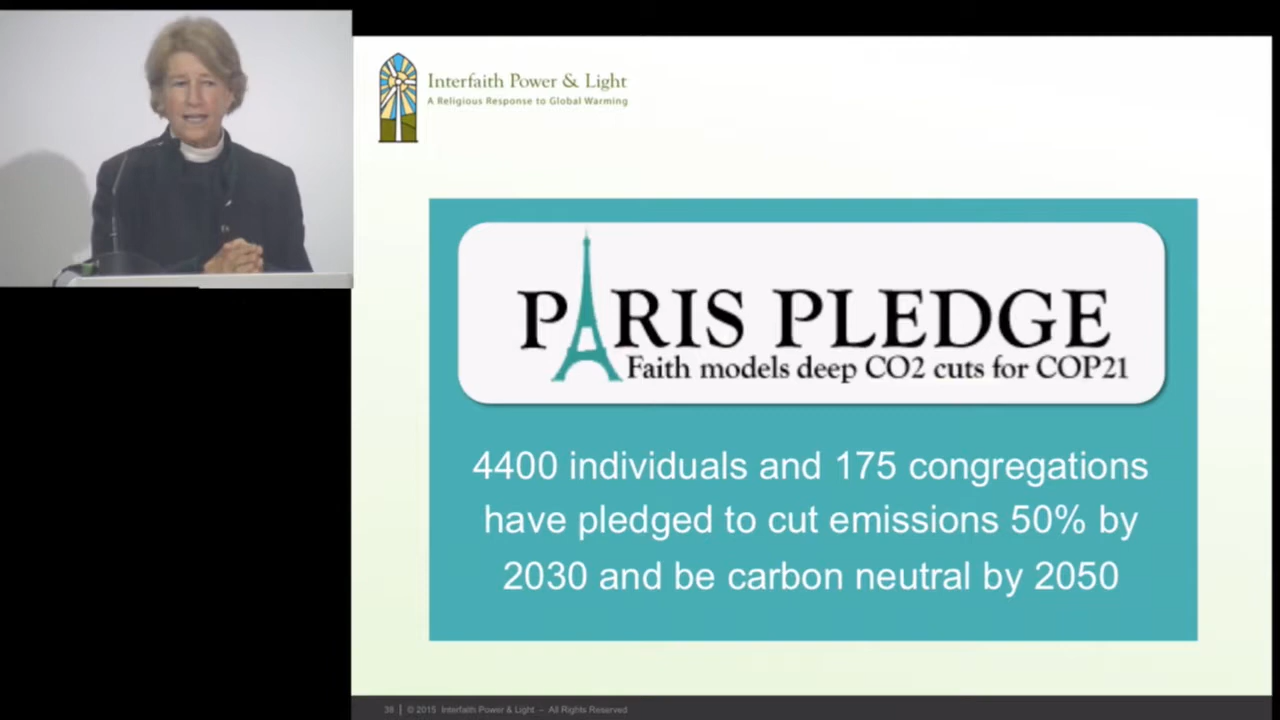 Interfaith Power & Light
A Religious Response to Global Warming
PARIS PLEDGE
Faith models deep CO2 cuts for COP21
4400 individuals and 175 congregations
have pledged to cut emissions 50% by
2030 and be carbon neutral by 2050
38 | © 2015 Interfaith Power & Light – All Rights Reserved